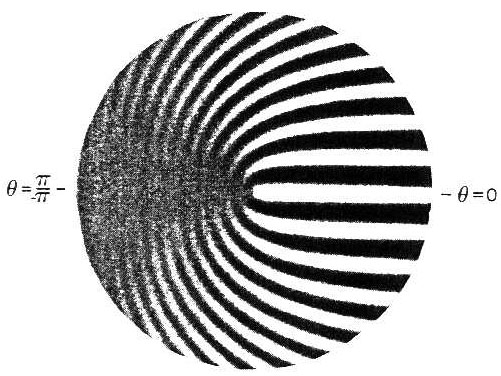 θ = π
-π -
- θ = 0